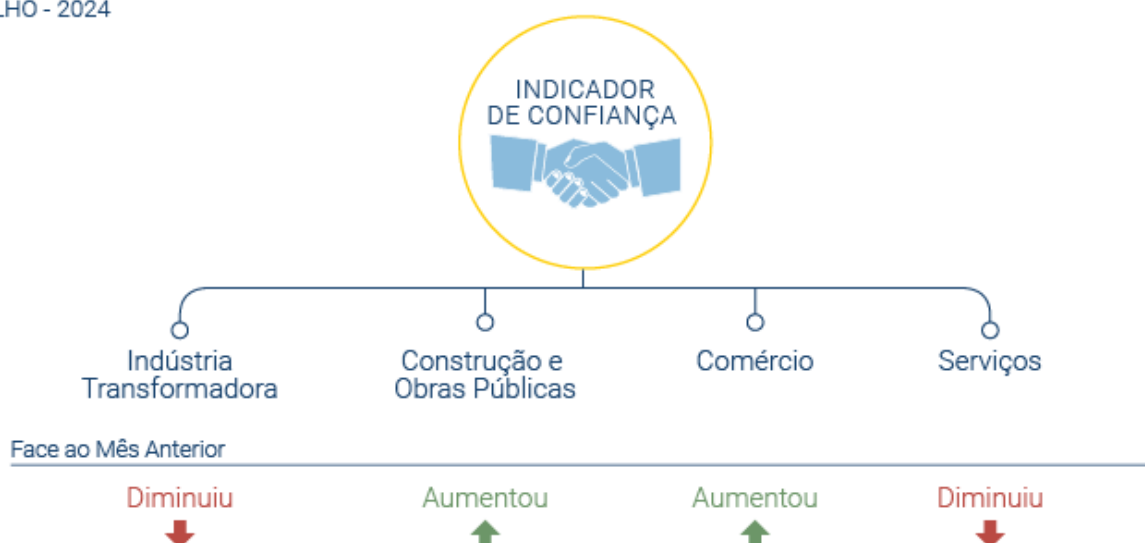 LHO - 2024
INDICADOR
DE CONFIANÇA
Indústria
Transformadora
Construção e
Obras Públicas
Comércio
Serviços
Face ao Mês Anterior
Diminuiu
Aumentou
Aumentou
Diminuiu